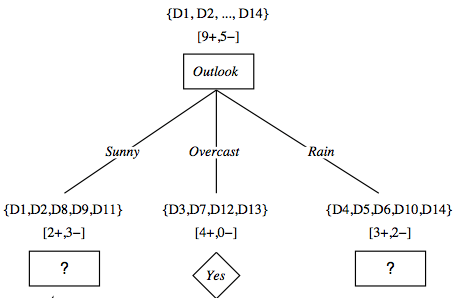 {D1, D2, ..., D14}
[9+,5−]
Outlook
Sunny
Overcast
Rain
{D1,D2,D8,D9,D11}
{D3,D7,D12,D13}
{D4,D5,D6,D10,D14}
[2+,3−]
[4+,0−]
[3+,2−]
?
Yes
?